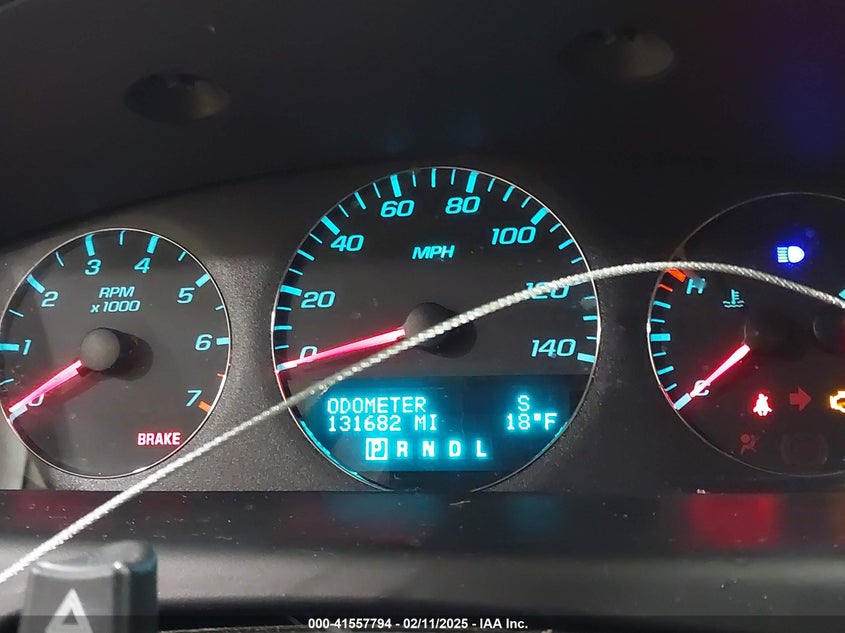 1
2
3
4
5
6
7
0
RPM
x1000
BRAKE
0
20
40
60
80
100
120
140
MPH
ODOMETER S
131682 MI 18°F
P R N D L
H
C
000-41557794 - 02/11/2025 - IAA Inc.